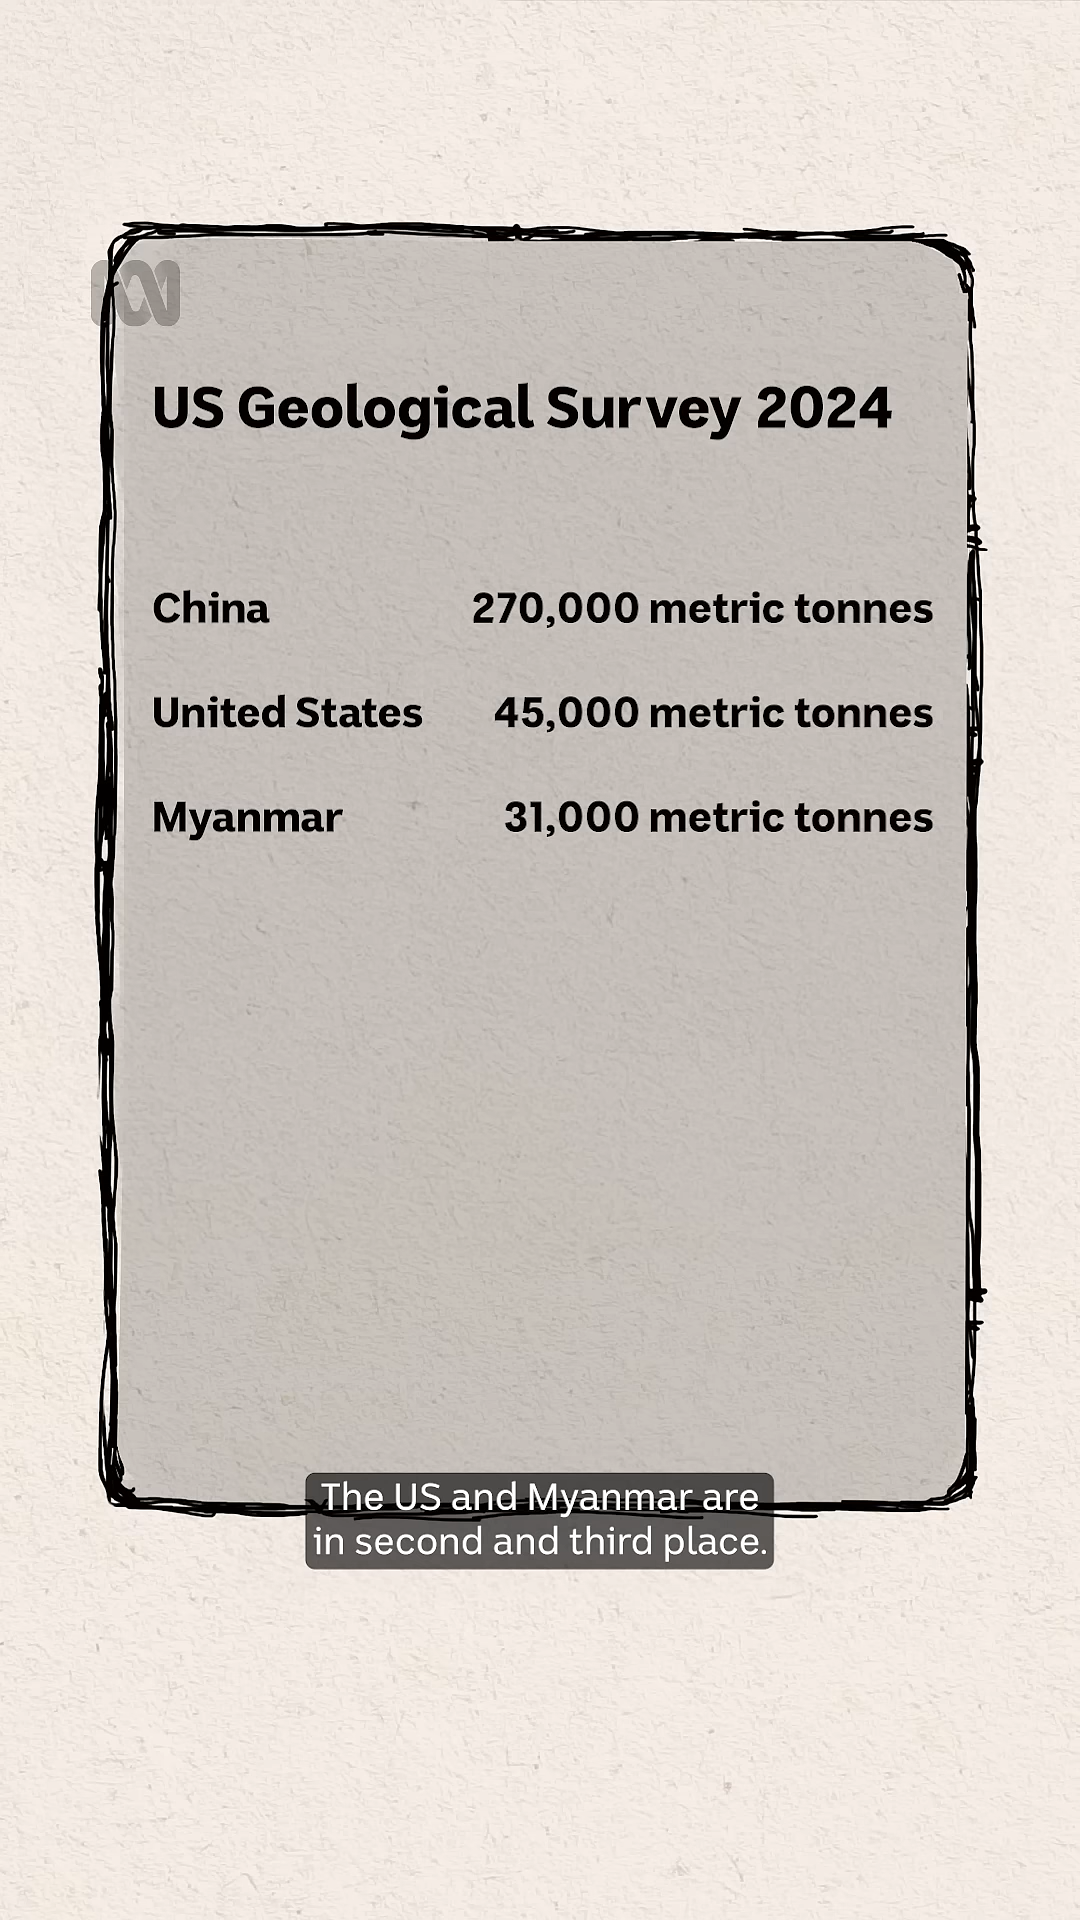 US Geological Survey 2024
China 270,000 metric tonnes
United States 45,000 metric tonnes
Myanmar 31,000 metric tonnes
The US and Myanmar are
in second and third place.